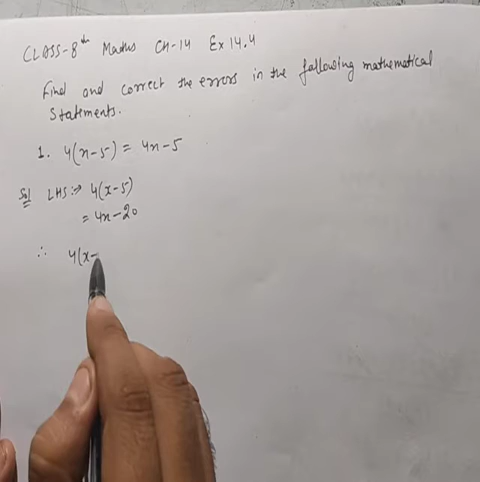 CLASS-8th Maths CH-14 Ex 14.4
Find and correct the errors in the following mathematical
Statements.
1. 4(x-5) = 4x-5
Sol LHS:⇒ 4(x-5)
= 4x-20
∴ 4(x-